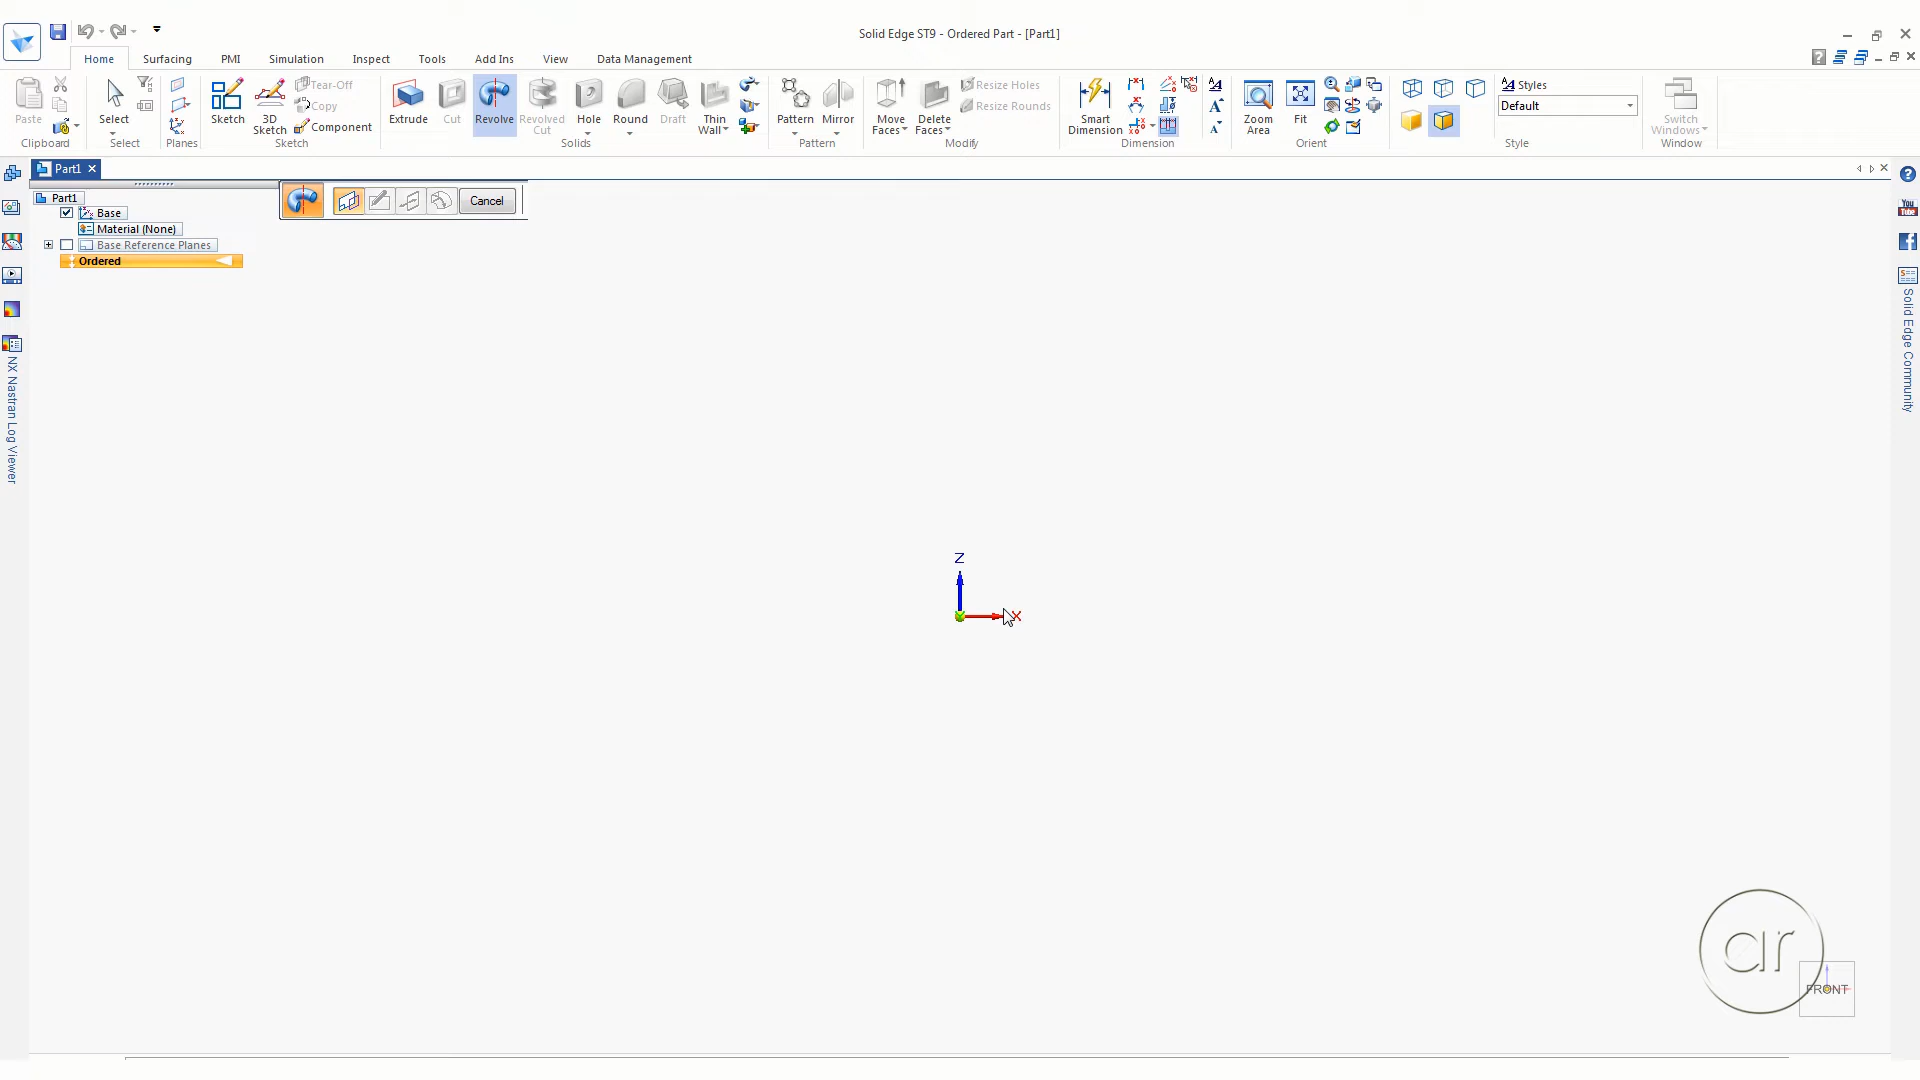 Solid Edge ST9 - Ordered Part - [Part1]
Home Surfacing PMI Simulation Inspect Tools Add Ins View Data Management
Paste
Clipboard
Select
Select
Planes
Sketch
3D Sketch
Tear-Off
Copy
Component
Sketch
Extrude
Cut
Revolve
Revolved Cut
Hole
Round
Draft
Thin Wall
Solids
Pattern
Mirror
Pattern
Move Faces
Delete Faces
Resize Holes
Resize Rounds
Modify
Smart Dimension
Dimension
Zoom Area
Fit
Orient
Styles
Default
Style
Switch Windows
Window
Part1
Cancel
Part1
Base
Material (None)
Base Reference Planes
Ordered
NX Nastran Log Viewer
You Tube
Solid Edge Community
Z
X
ar
FRONT